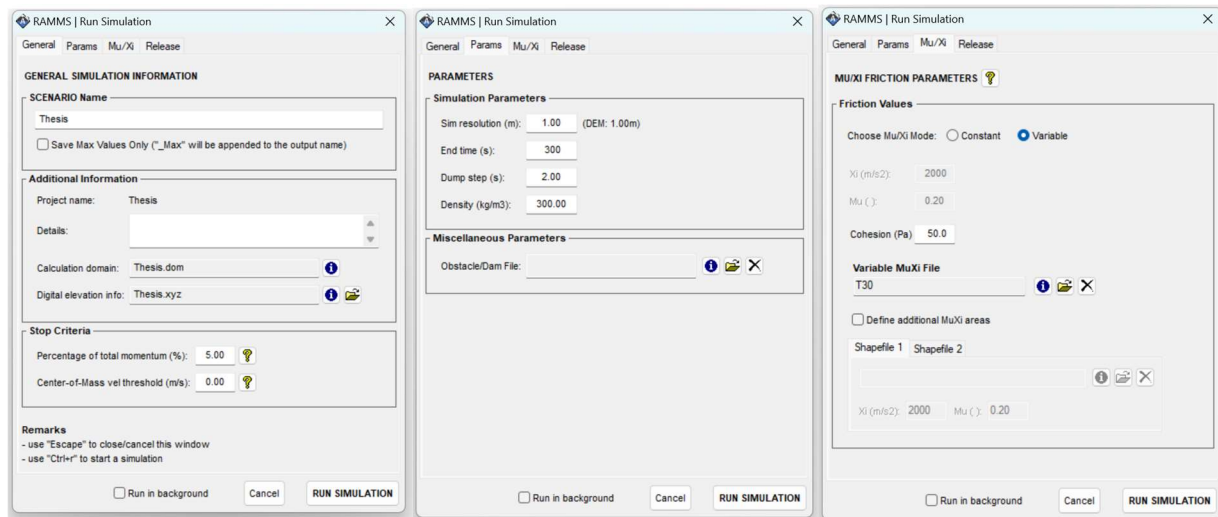 RAMMS | Run Simulation
General Params Mu/Xi Release
GENERAL SIMULATION INFORMATION
SCENARIO Name
Thesis
Save Max Values Only ("_Max" will be appended to the output name)
Additional Information
Project name: Thesis
Details:
Calculation domain: Thesis.dom
Digital elevation info: Thesis.xyz
Stop Criteria
Percentage of total momentum (%): 5.00
Center-of-Mass vel threshold (m/s): 0.00
Remarks
- use "Escape" to close/cancel this window
- use "Ctrl+r" to start a simulation
Run in background Cancel RUN SIMULATION
RAMMS | Run Simulation
General Params Mu/Xi Release
PARAMETERS
Simulation Parameters
Sim resolution (m): 1.00 (DEM: 1.00m)
End time (s): 300
Dump step (s): 2.00
Density (kg/m3): 300.00
Miscellaneous Parameters
Obstacle/Dam File:
Run in background Cancel RUN SIMULATION
RAMMS | Run Simulation
General Params Mu/Xi Release
MU/XI FRICTION PARAMETERS
Friction Values
Choose Mu/Xi Mode: Constant Variable
Xi (m/s2): 2000
Mu ( ): 0.20
Cohesion (Pa) 50.0
Variable MuXi File
T30
Define additional MuXi areas
Shapefile 1 Shapefile 2
Xi (m/s2): 2000 Mu ( ): 0.20
Run in background Cancel RUN SIMULATION